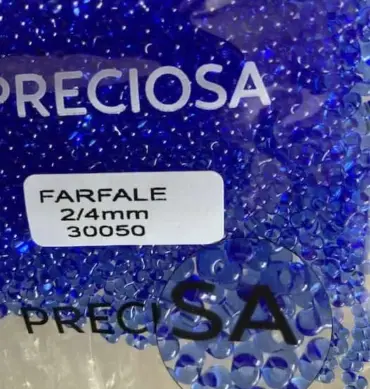 PRECIOSA
FARFALE
2/4mm
30050
PRECISA